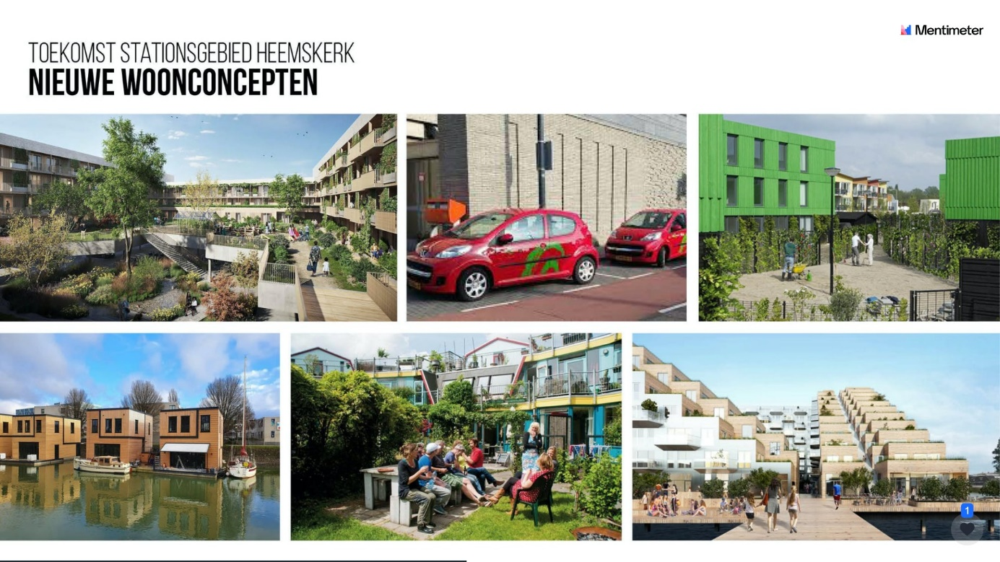 Mentimeter
TOEKOMST STATIONSGEBIED HEEMSKERK
NIEUWE WOONCONCEPTEN
1